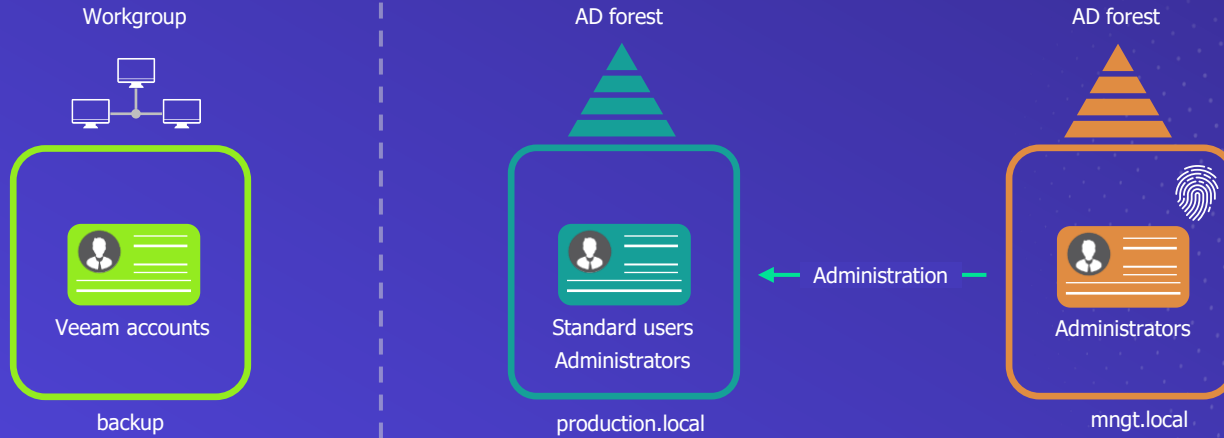 Workgroup
AD forest
AD forest
Veeam accounts
Standard users
Administrators
Administration
Administrators
backup
production.local
mngt.local